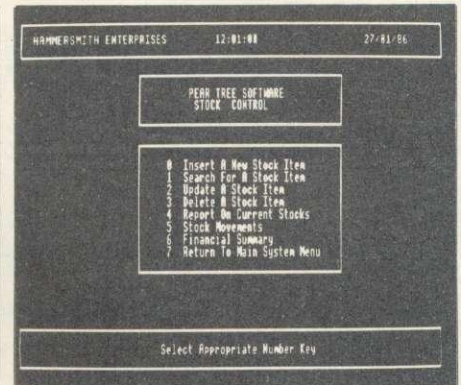 HAMMERSMITH ENTERPRISES 12:01:00 27/01/86
PEAR TREE SOFTWARE
STOCK CONTROL
0 Insert A New Stock Item
1 Search For A Stock Item
2 Update A Stock Item
3 Delete A Stock Item
4 Report On Current Stocks
5 Stock Movements
6 Financial Summary
7 Return To Main System Menu
Select Appropriate Number Key